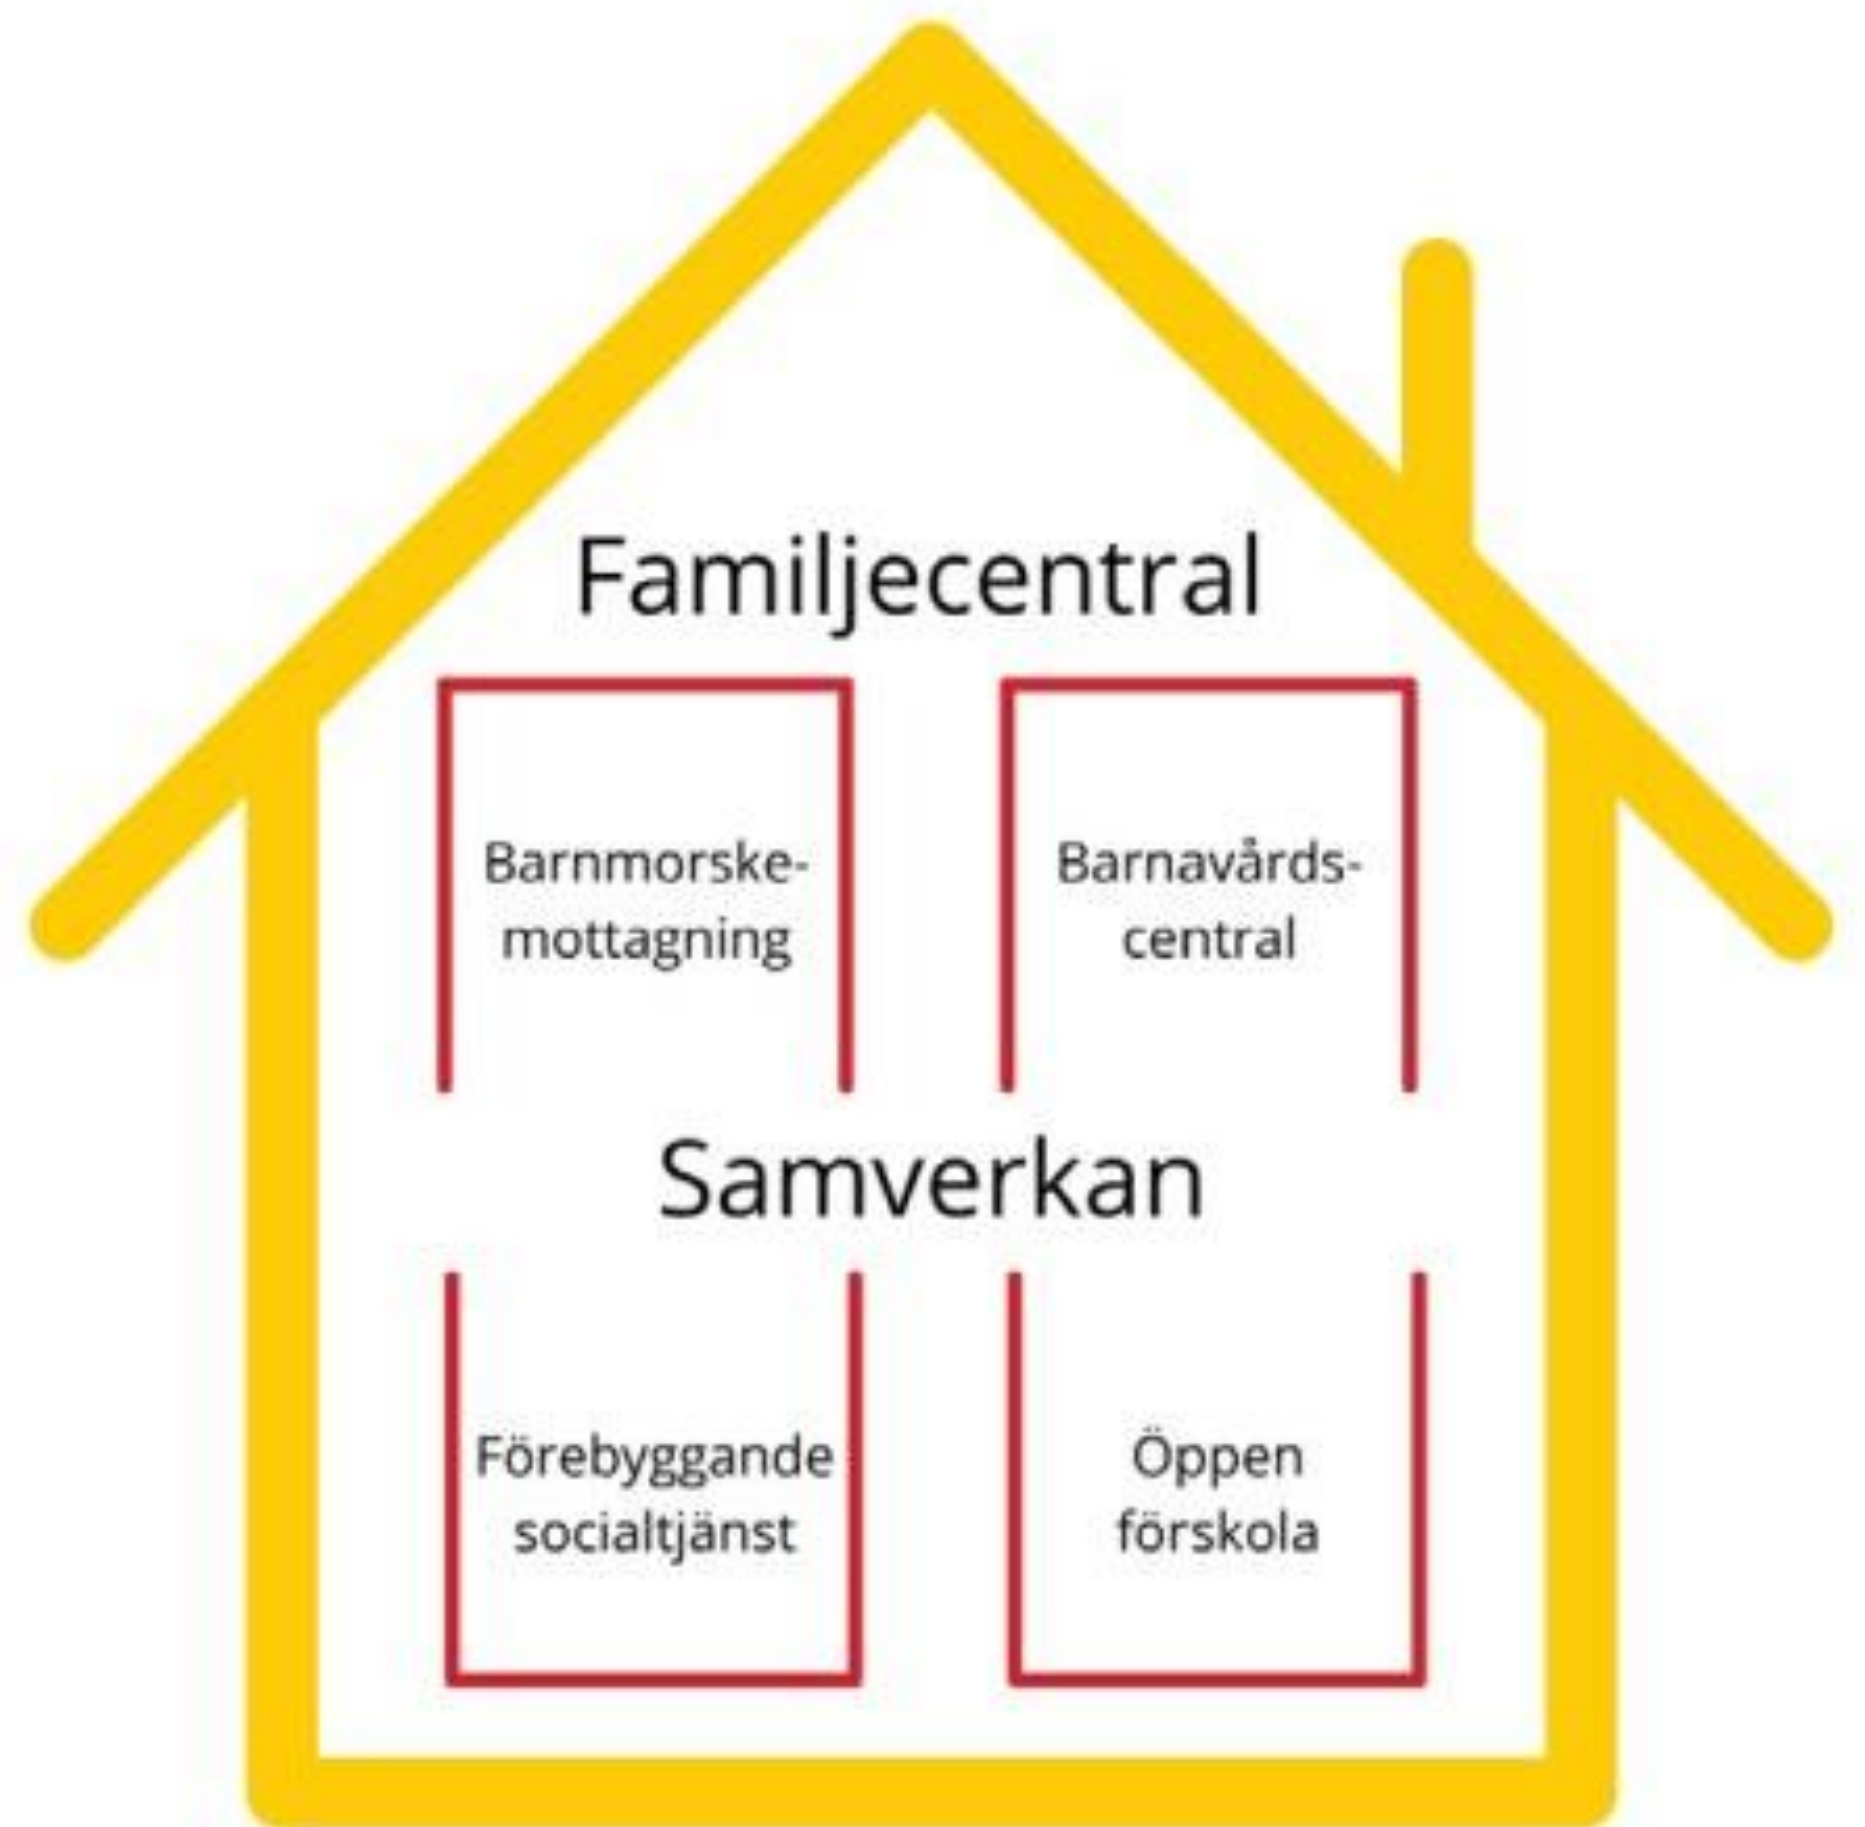 Familjecentral
Barnmorske-
mottagning
Barnavårds-
central
Samverkan
Förebyggande
socialtjänst
Öppen
förskola